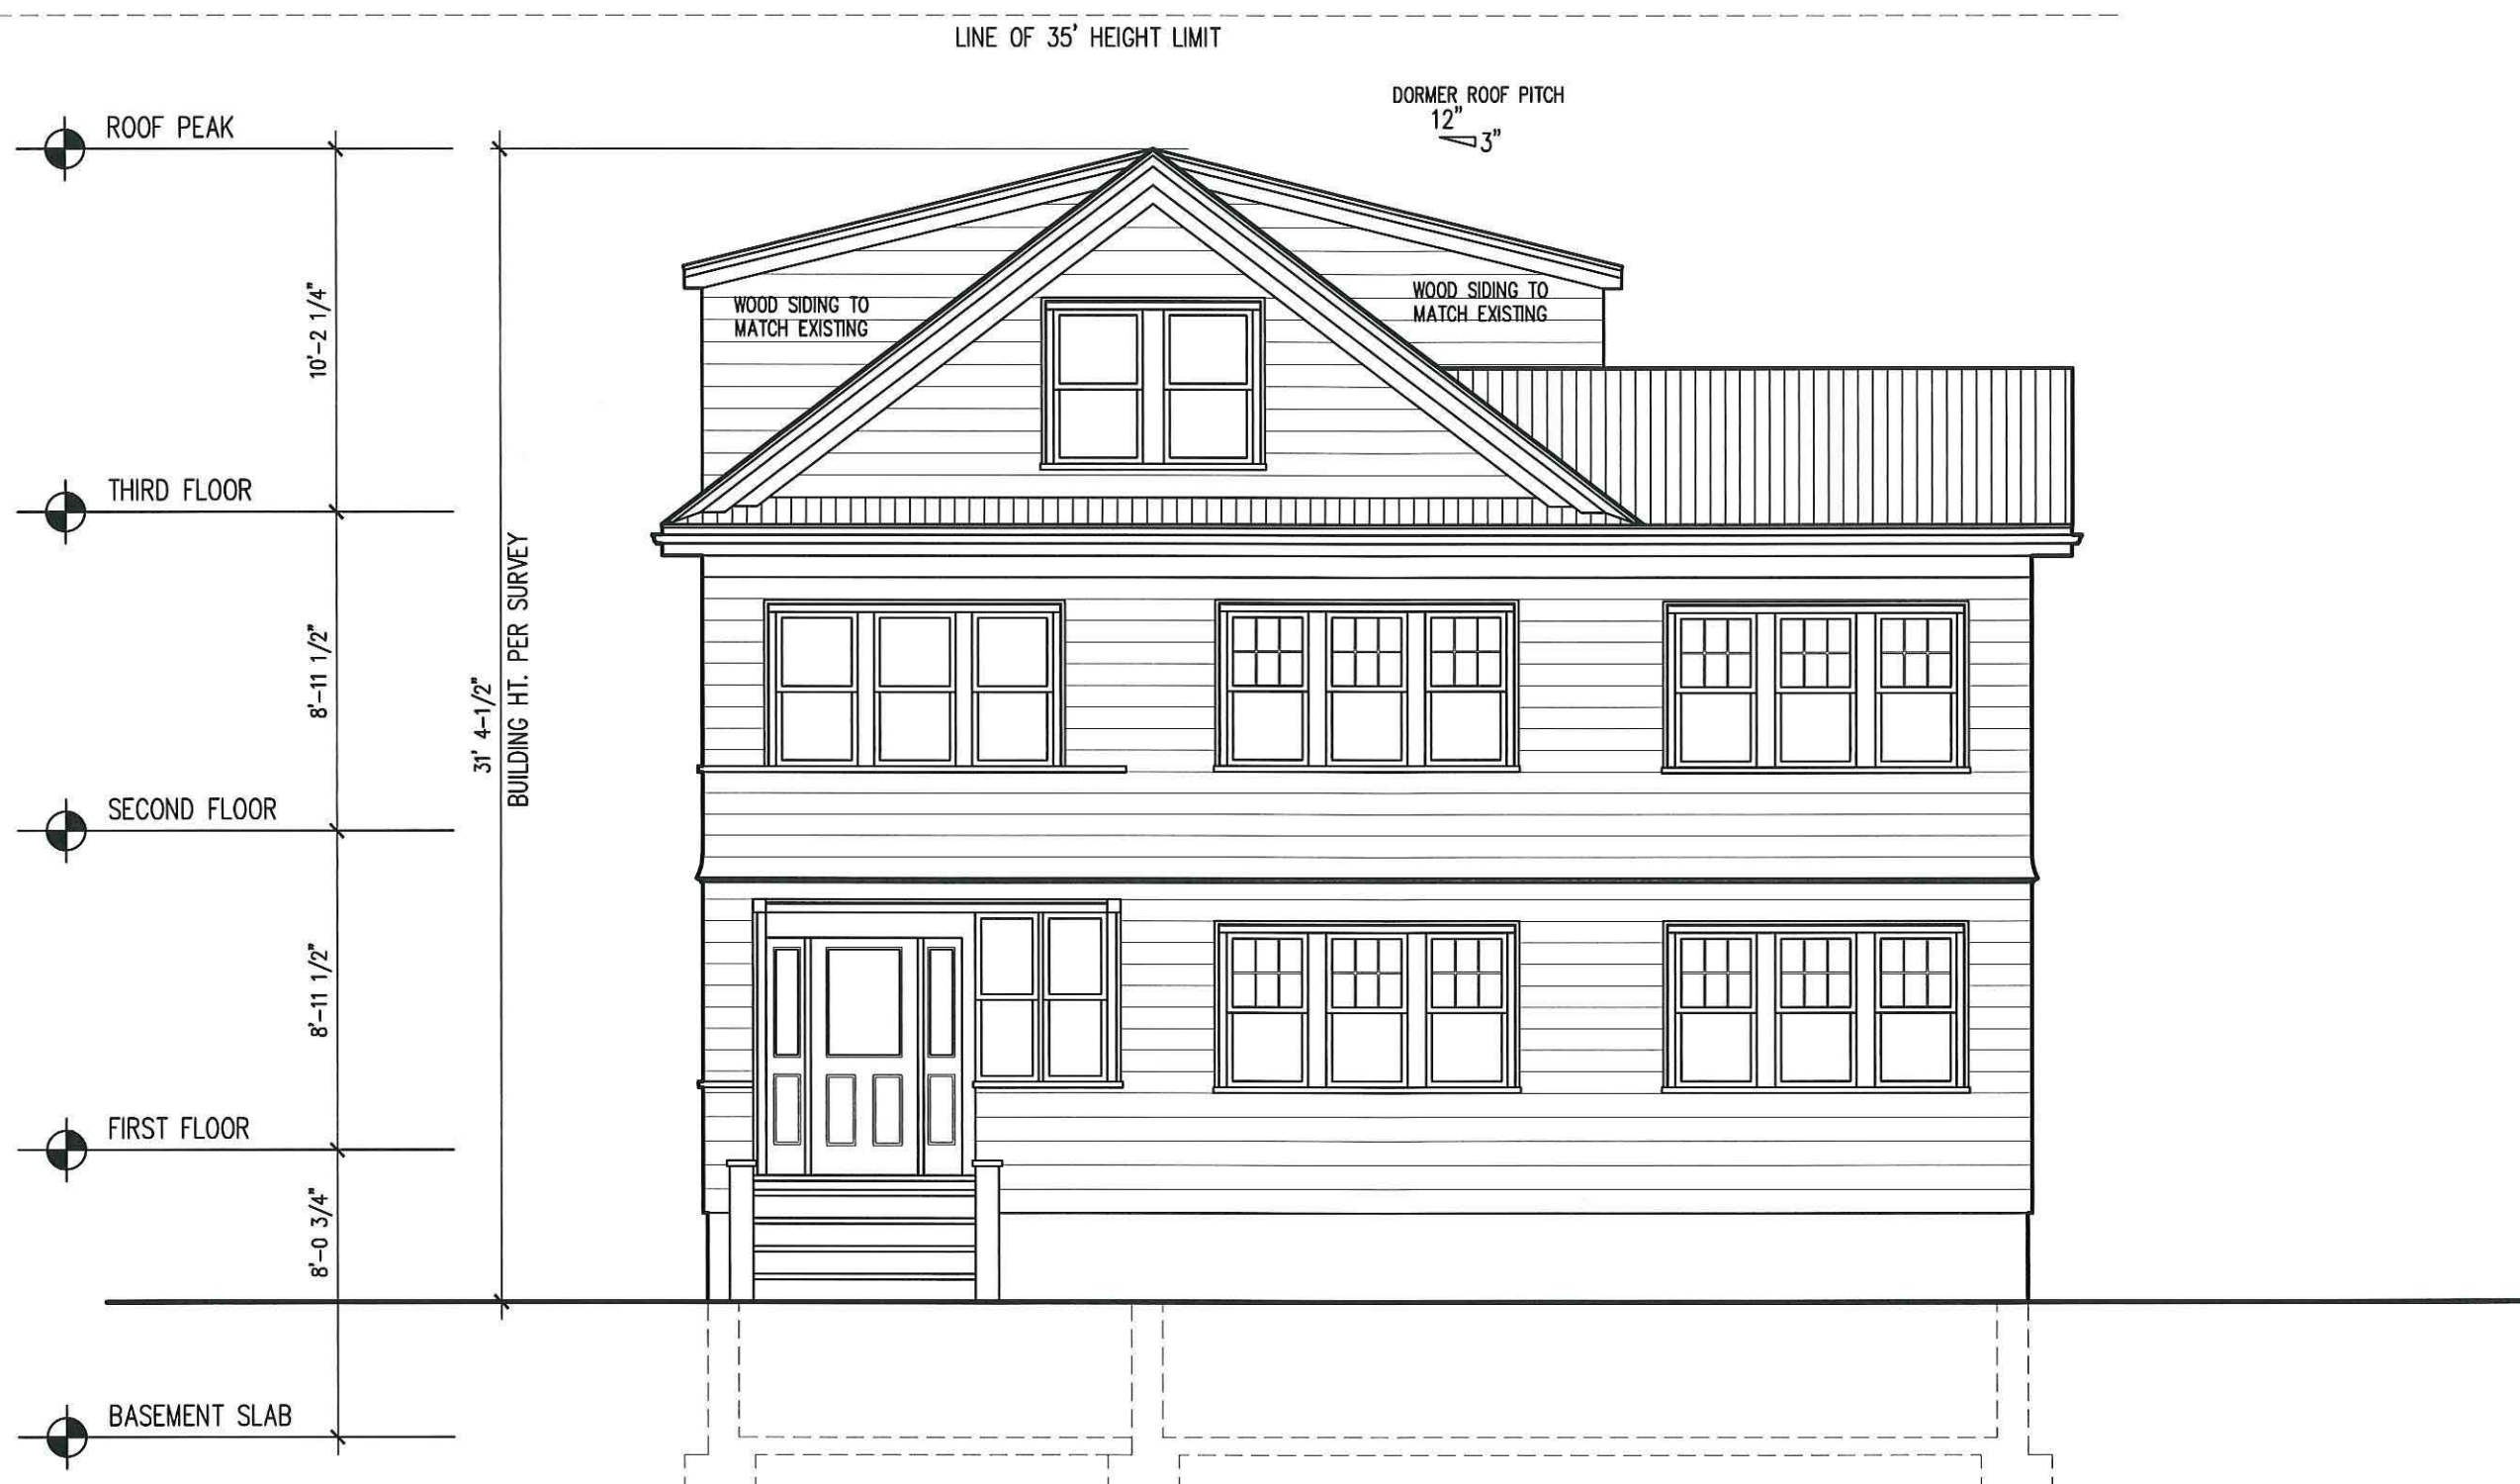 LINE OF 35' HEIGHT LIMIT
DORMER ROOF PITCH
12"
3"
ROOF PEAK
10'-2 1/4"
WOOD SIDING TO
MATCH EXISTING
WOOD SIDING TO
MATCH EXISTING
THIRD FLOOR
8'-11 1/2"
31' 4-1/2"
BUILDING HT. PER SURVEY
SECOND FLOOR
8'-11 1/2"
FIRST FLOOR
8'-0 3/4"
BASEMENT SLAB